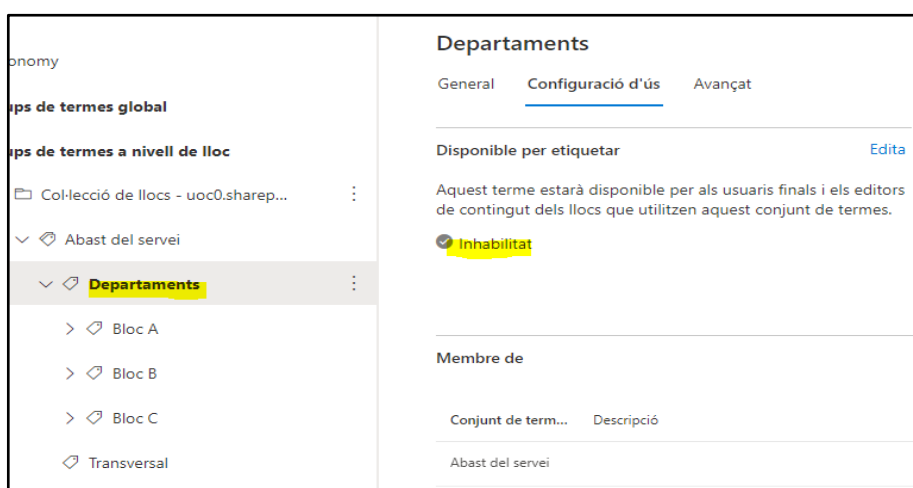 onomy
ups de termes global
ups de termes a nivell de lloc
Col·lecció de llocs - uoc0.sharep...
Abast del servei
Departaments
Bloc A
Bloc B
Bloc C
Transversal
Departaments
General Configuració d'ús Avançat
Disponible per etiquetar Edita
Aquest terme estarà disponible per als usuaris finals i els editors
de contingut dels llocs que utilitzen aquest conjunt de termes.
Inhabilitat
Membre de
Conjunt de term... Descripció
Abast del servei